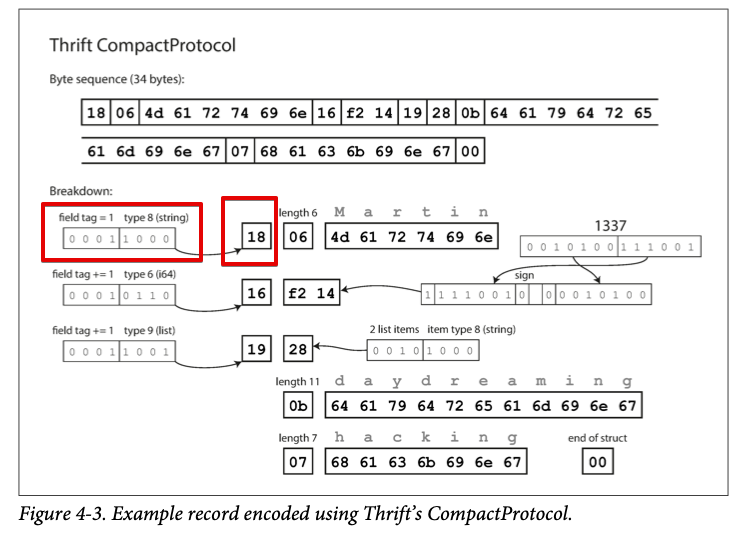 Thrift CompactProtocol
Byte sequence (34 bytes):
18 06 4d 61 72 74 69 6e 16 f2 14 19 28 0b 64 61 79 64 72 65
61 6d 69 6e 67 07 68 61 63 6b 69 6e 67 00
Breakdown:
field tag = 1 type 8 (string)
0 0 0 1 1 0 0 0
18
length 6
06
M a r t i n
4d 61 72 74 69 6e
1337
0 0 1 0 1 0 0 1 1 1 0 0 1
field tag += 1 type 6 (i64)
0 0 0 1 0 1 1 0
16
f2 14
sign
1 1 1 1 0 0 1 0 0 0 0 1 0 1 0 0
field tag += 1 type 9 (list)
0 0 0 1 1 0 0 1
19
28
2 list items item type 8 (string)
0 0 1 0 1 0 0 0
length 11
0b
d a y d r e a m i n g
64 61 79 64 72 65 61 6d 69 6e 67
length 7
07
h a c k i n g
68 61 63 6b 69 6e 67
end of struct
00
Figure 4-3. Example record encoded using Thrift's CompactProtocol.